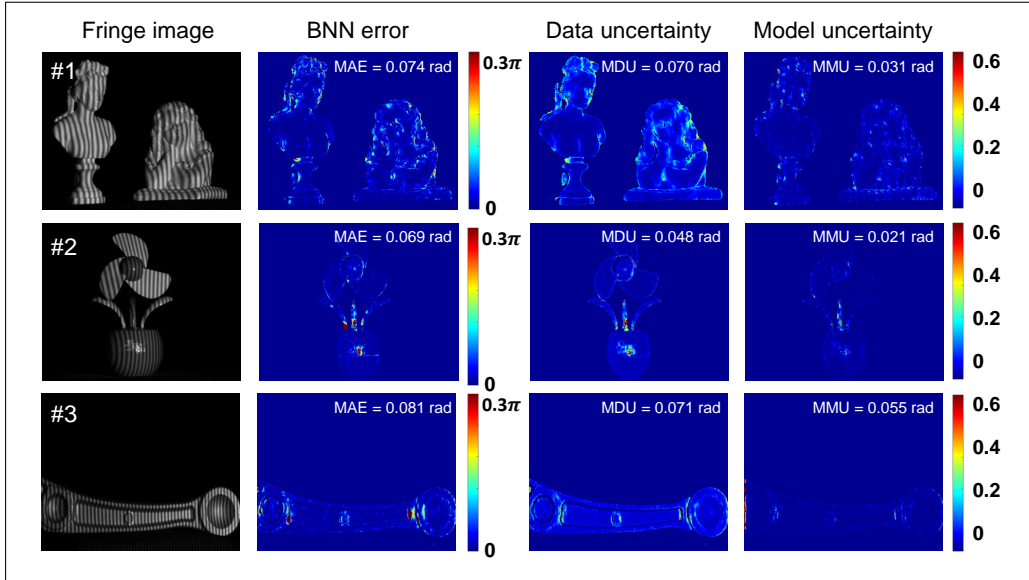 Fringe image BNN error Data uncertainty Model uncertainty
#1 MAE = 0.074 rad 0.3π MDU = 0.070 rad MMU = 0.031 rad 0.6
0.4
0.2
0 0
#2 MAE = 0.069 rad 0.3π MDU = 0.048 rad MMU = 0.021 rad 0.6
0.4
0.2
0
0
#3 MAE = 0.081 rad 0.3π MDU = 0.071 rad MMU = 0.055 rad 0.6
0.4
0.2
0
0